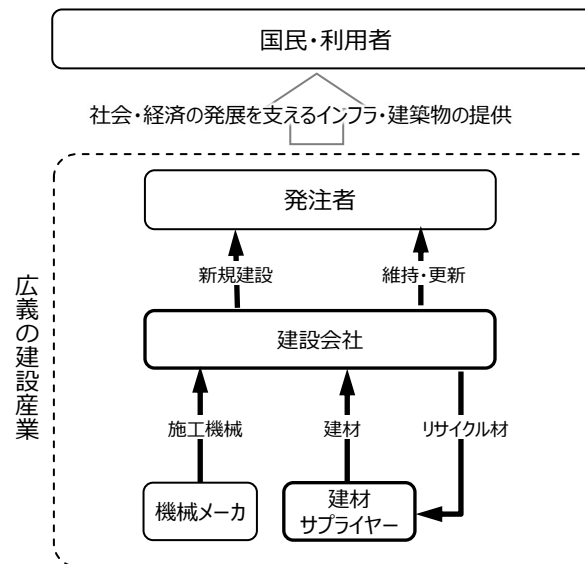 国民・利用者
社会・経済の発展を支えるインフラ・建築物の提供
発注者
新規建設
維持・更新
広義の建設産業
建設会社
施工機械
建材
リサイクル材
機械メーカ
建材
サプライヤー